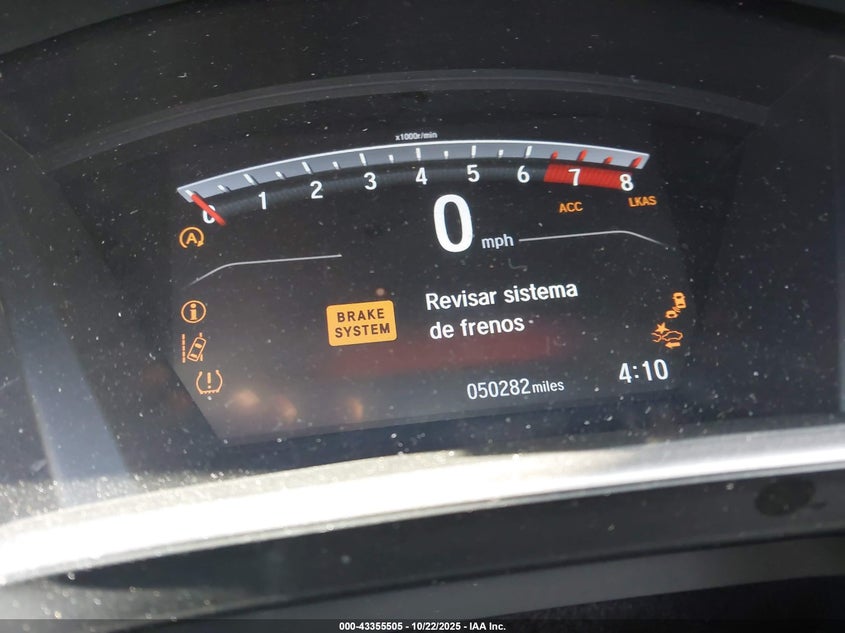 x1000r/min
0 1 2 3 4 5 6 7 8
ACC LKAS
A
0 mph
BRAKE
SYSTEM
Revisar sistema
de frenos
050282 miles
4:10
000-43355505 - 10/22/2025 - IAA Inc.